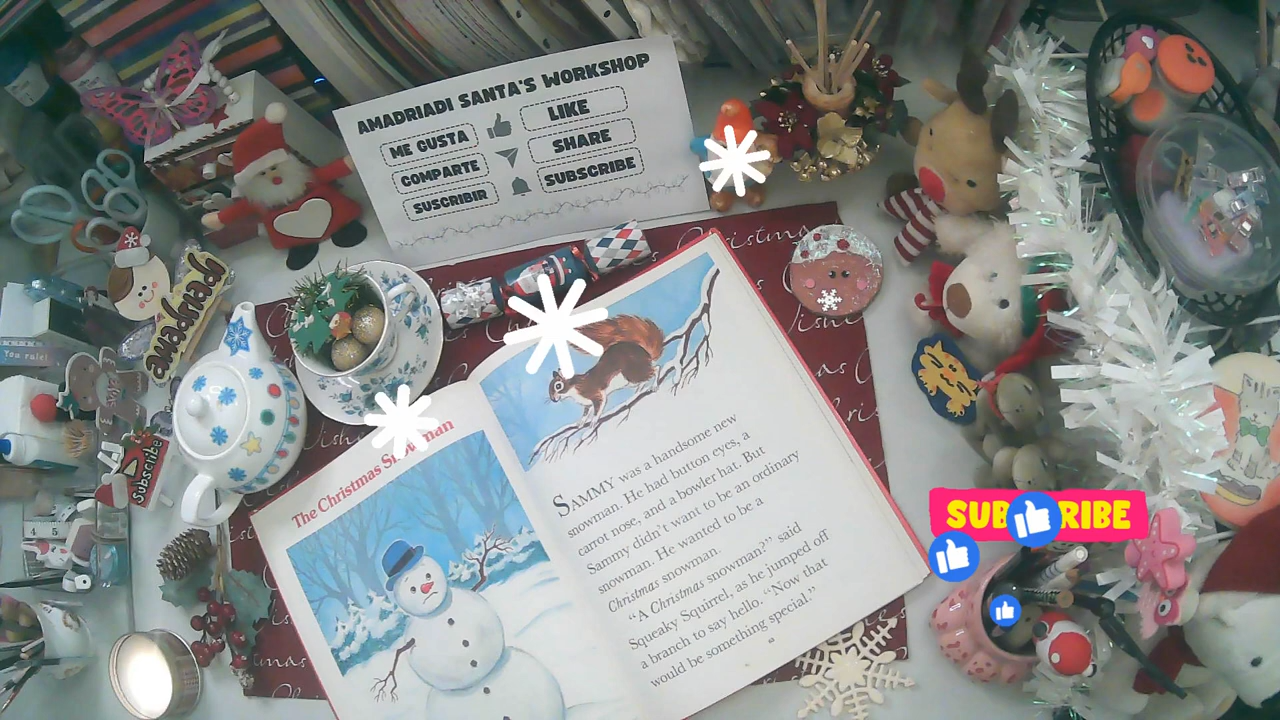 AMADRIADI SANTA'S WORKSHOP
ME GUSTA
LIKE
COMPARTE
SHARE
SUSCRIBIR
SUBSCRIBE
Christmas
You rule!
Subscribe
The Christmas Snowman
SAMMY was a handsome new
snowman. He had button eyes, a
carrot nose, and a bowler hat. But
Sammy didn't want to be an ordinary
snowman. He wanted to be a
Christmas snowman.
"A Christmas snowman?" said
Squeaky Squirrel, as he jumped off
a branch to say hello. "Now that
would be something special."
SUBSCRIBE